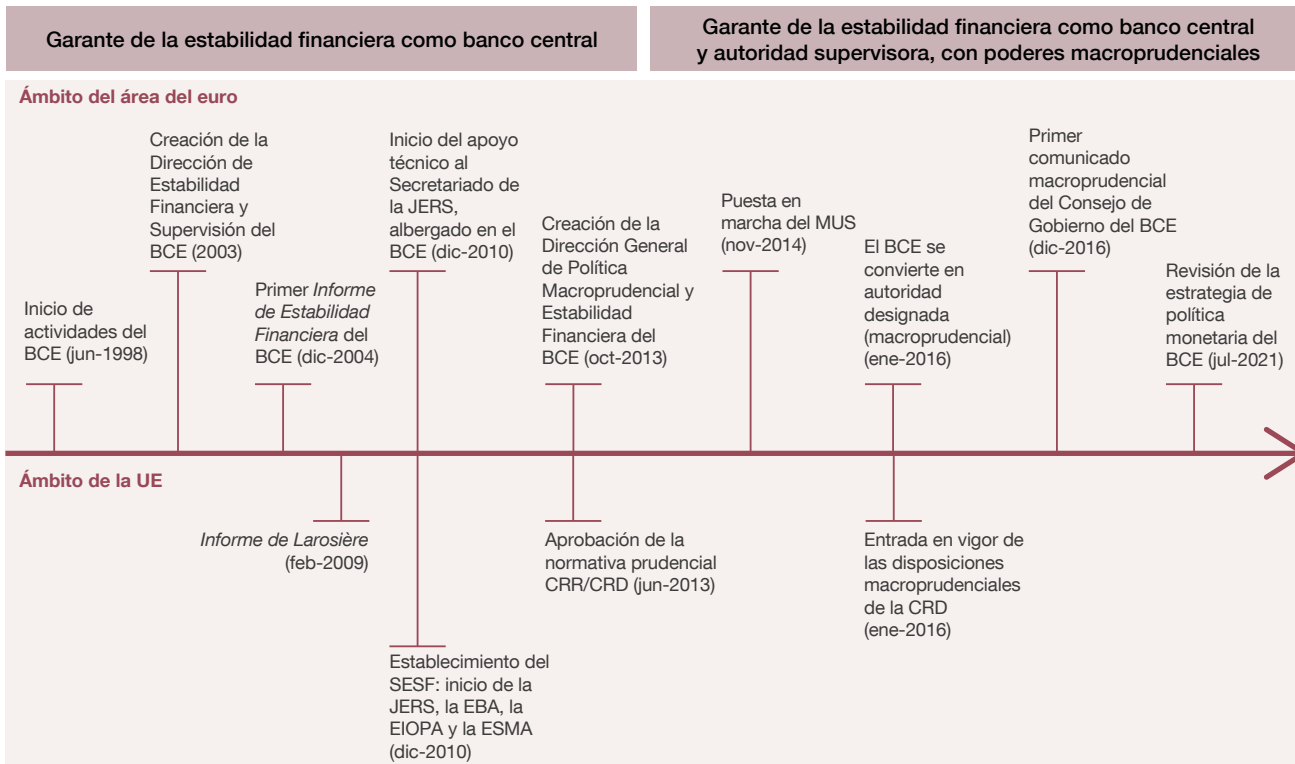 Garante de la estabilidad financiera como banco central
Garante de la estabilidad financiera como banco central
y autoridad supervisora, con poderes macroprudenciales
Ámbito del área del euro
Inicio de
actividades del
BCE (jun-1998)
Creación de la
Dirección de
Estabilidad
Financiera y
Supervisión del
BCE (2003)
Primer Informe
de Estabilidad
Financiera del
BCE (dic-2004)
Inicio del apoyo
técnico al
Secretariado de
la JERS,
albergado en el
BCE (dic-2010)
Creación de la
Dirección General
de Política
Macroprudencial y
Estabilidad
Financiera del
BCE (oct-2013)
Puesta en
marcha del MUS
(nov-2014)
El BCE se
convierte en
autoridad
designada
(macroprudencial)
(ene-2016)
Primer
comunicado
macroprudencial
del Consejo de
Gobierno del BCE
(dic-2016)
Revisión de la
estrategia de
política
monetaria del
BCE (jul-2021)
Ámbito de la UE
Informe de Larosière
(feb-2009)
Establecimiento del
SESF: inicio de la
JERS, la EBA, la
EIOPA y la ESMA
(dic-2010)
Aprobación de la
normativa prudencial
CRR/CRD (jun-2013)
Entrada en vigor de
las disposiciones
macroprudenciales
de la CRD
(ene-2016)